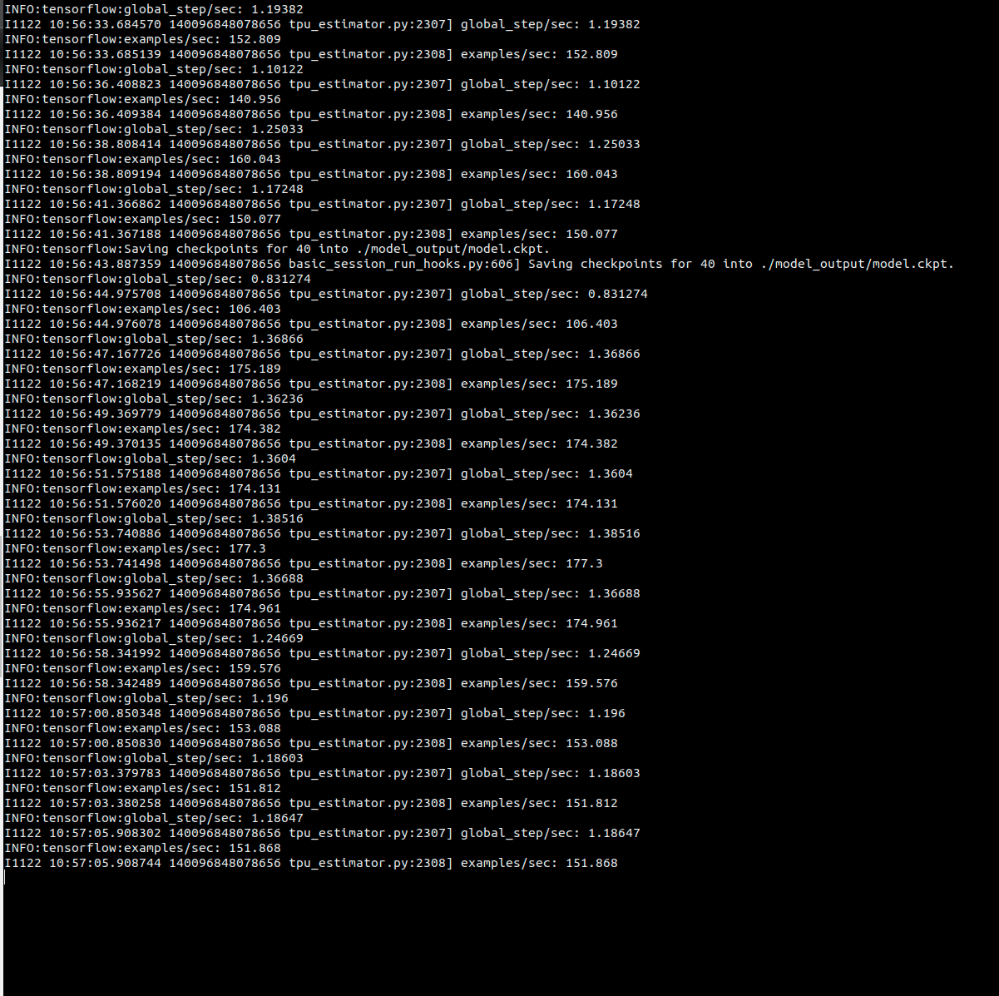 INFO:tensorflow:global_step/sec: 1.19382
I1122 10:56:33.684570 140096848078656 tpu_estimator.py:2307] global_step/sec: 1.19382
INFO:tensorflow:examples/sec: 152.809
I1122 10:56:33.685139 140096848078656 tpu_estimator.py:2308] examples/sec: 152.809
INFO:tensorflow:global_step/sec: 1.10122
I1122 10:56:36.408823 140096848078656 tpu_estimator.py:2307] global_step/sec: 1.10122
INFO:tensorflow:examples/sec: 140.956
I1122 10:56:36.409384 140096848078656 tpu_estimator.py:2308] examples/sec: 140.956
INFO:tensorflow:global_step/sec: 1.25033
I1122 10:56:38.808414 140096848078656 tpu_estimator.py:2307] global_step/sec: 1.25033
INFO:tensorflow:examples/sec: 160.043
I1122 10:56:38.809194 140096848078656 tpu_estimator.py:2308] examples/sec: 160.043
INFO:tensorflow:global_step/sec: 1.17248
I1122 10:56:41.366862 140096848078656 tpu_estimator.py:2307] global_step/sec: 1.17248
INFO:tensorflow:examples/sec: 150.077
I1122 10:56:41.367188 140096848078656 tpu_estimator.py:2308] examples/sec: 150.077
INFO:tensorflow:Saving checkpoints for 40 into ./model_output/model.ckpt.
I1122 10:56:43.887359 140096848078656 basic_session_run_hooks.py:606] Saving checkpoints for 40 into ./model_output/model.ckpt.
INFO:tensorflow:global_step/sec: 0.831274
I1122 10:56:44.975708 140096848078656 tpu_estimator.py:2307] global_step/sec: 0.831274
INFO:tensorflow:examples/sec: 106.403
I1122 10:56:44.976078 140096848078656 tpu_estimator.py:2308] examples/sec: 106.403
INFO:tensorflow:global_step/sec: 1.36866
I1122 10:56:47.167726 140096848078656 tpu_estimator.py:2307] global_step/sec: 1.36866
INFO:tensorflow:examples/sec: 175.189
I1122 10:56:47.168219 140096848078656 tpu_estimator.py:2308] examples/sec: 175.189
INFO:tensorflow:global_step/sec: 1.36236
I1122 10:56:49.369779 140096848078656 tpu_estimator.py:2307] global_step/sec: 1.36236
INFO:tensorflow:examples/sec: 174.382
I1122 10:56:49.370135 140096848078656 tpu_estimator.py:2308] examples/sec: 174.382
INFO:tensorflow:global_step/sec: 1.3604
I1122 10:56:51.575188 140096848078656 tpu_estimator.py:2307] global_step/sec: 1.3604
INFO:tensorflow:examples/sec: 174.131
I1122 10:56:51.576020 140096848078656 tpu_estimator.py:2308] examples/sec: 174.131
INFO:tensorflow:global_step/sec: 1.38516
I1122 10:56:53.740886 140096848078656 tpu_estimator.py:2307] global_step/sec: 1.38516
INFO:tensorflow:examples/sec: 177.3
I1122 10:56:53.741498 140096848078656 tpu_estimator.py:2308] examples/sec: 177.3
INFO:tensorflow:global_step/sec: 1.36688
I1122 10:56:55.935627 140096848078656 tpu_estimator.py:2307] global_step/sec: 1.36688
INFO:tensorflow:examples/sec: 174.961
I1122 10:56:55.936217 140096848078656 tpu_estimator.py:2308] examples/sec: 174.961
INFO:tensorflow:global_step/sec: 1.24669
I1122 10:56:58.341992 140096848078656 tpu_estimator.py:2307] global_step/sec: 1.24669
INFO:tensorflow:examples/sec: 159.576
I1122 10:56:58.342489 140096848078656 tpu_estimator.py:2308] examples/sec: 159.576
INFO:tensorflow:global_step/sec: 1.196
I1122 10:57:00.850348 140096848078656 tpu_estimator.py:2307] global_step/sec: 1.196
INFO:tensorflow:examples/sec: 153.088
I1122 10:57:00.850830 140096848078656 tpu_estimator.py:2308] examples/sec: 153.088
INFO:tensorflow:global_step/sec: 1.18603
I1122 10:57:03.379783 140096848078656 tpu_estimator.py:2307] global_step/sec: 1.18603
INFO:tensorflow:examples/sec: 151.812
I1122 10:57:03.380258 140096848078656 tpu_estimator.py:2308] examples/sec: 151.812
INFO:tensorflow:global_step/sec: 1.18647
I1122 10:57:05.908302 140096848078656 tpu_estimator.py:2307] global_step/sec: 1.18647
INFO:tensorflow:examples/sec: 151.868
I1122 10:57:05.908744 140096848078656 tpu_estimator.py:2308] examples/sec: 151.868